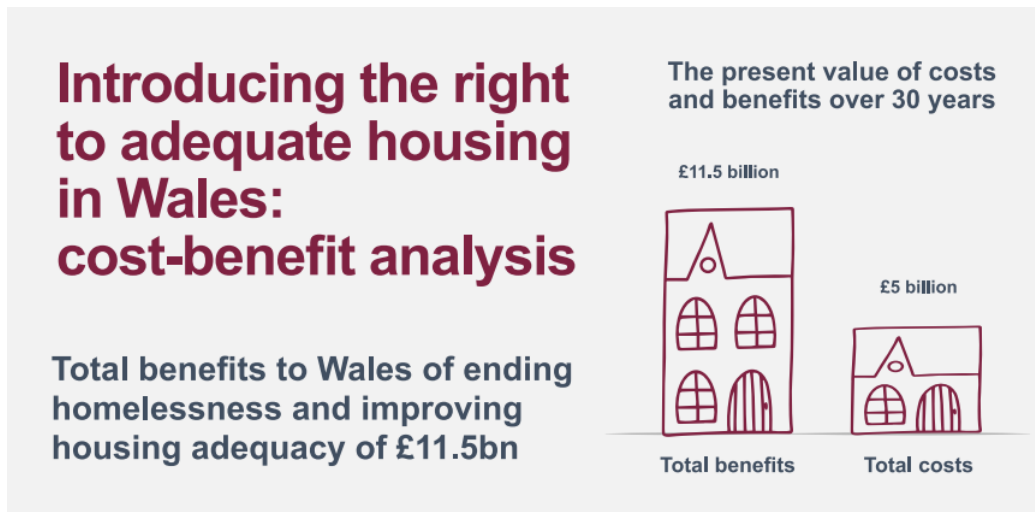 Introducing the right
to adequate housing
in Wales:
cost-benefit analysis
Total benefits to Wales of ending
homelessness and improving
housing adequacy of £11.5bn
The present value of costs
and benefits over 30 years
£11.5 billion
£5 billion
Total benefits
Total costs